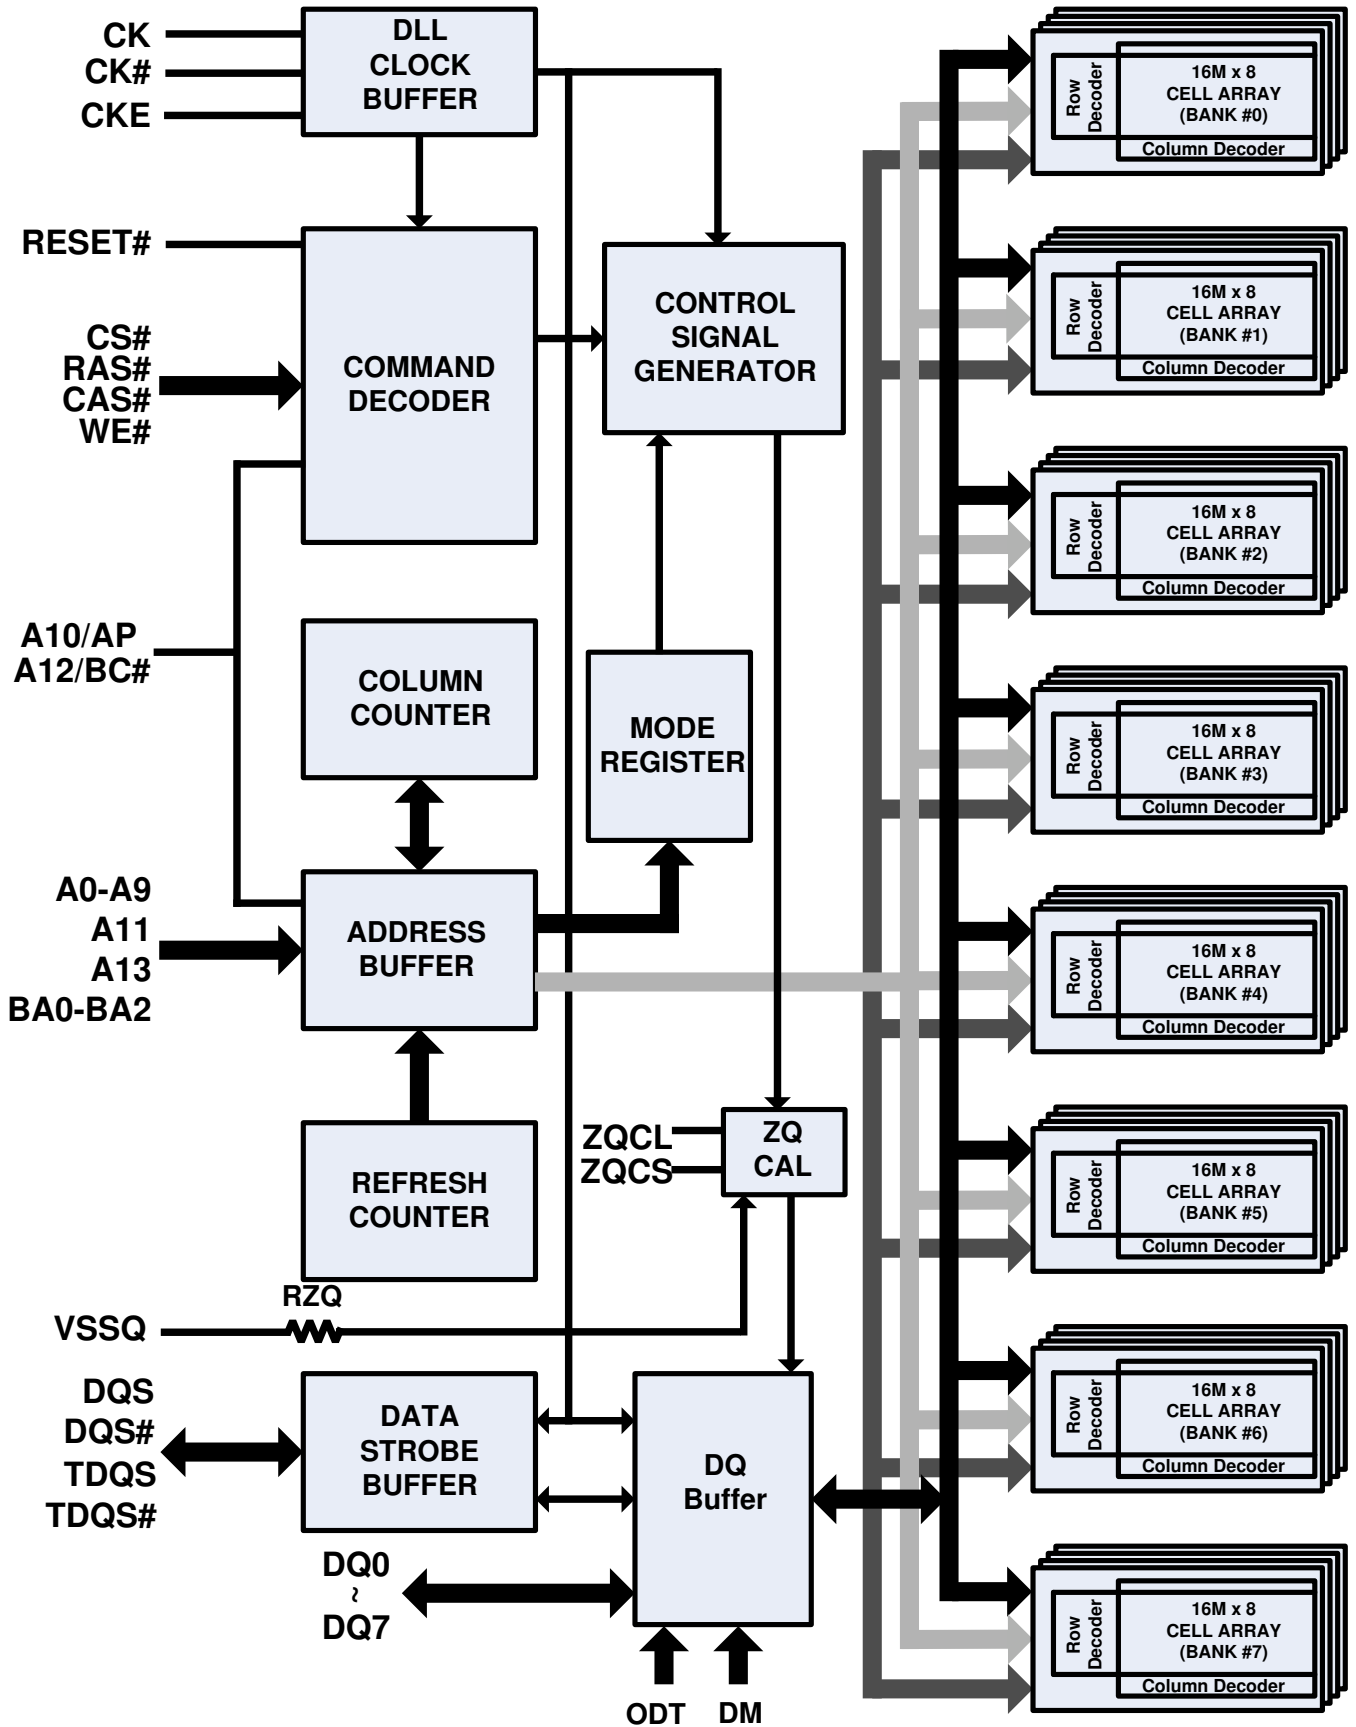 CK
CK#
CKE
DLL
CLOCK
BUFFER
RESET#
CS#
RAS#
CAS#
WE#
COMMAND
DECODER
CONTROL
SIGNAL
GENERATOR
A10/AP
A12/BC#
COLUMN
COUNTER
MODE
REGISTER
A0-A9
A11
A13
BA0-BA2
ADDRESS
BUFFER
REFRESH
COUNTER
ZQCL
ZQCS
ZQ
CAL
RZQ
VSSQ
DQS
DQS#
TDQS
TDQS#
DATA
STROBE
BUFFER
DQ
Buffer
DQ0
~
DQ7
ODT
DM
Row
Decoder
16M x 8
CELL ARRAY
(BANK #0)
Column Decoder
Row
Decoder
16M x 8
CELL ARRAY
(BANK #1)
Column Decoder
Row
Decoder
16M x 8
CELL ARRAY
(BANK #2)
Column Decoder
Row
Decoder
16M x 8
CELL ARRAY
(BANK #3)
Column Decoder
Row
Decoder
16M x 8
CELL ARRAY
(BANK #4)
Column Decoder
Row
Decoder
16M x 8
CELL ARRAY
(BANK #5)
Column Decoder
Row
Decoder
16M x 8
CELL ARRAY
(BANK #6)
Column Decoder
Row
Decoder
16M x 8
CELL ARRAY
(BANK #7)
Column Decoder